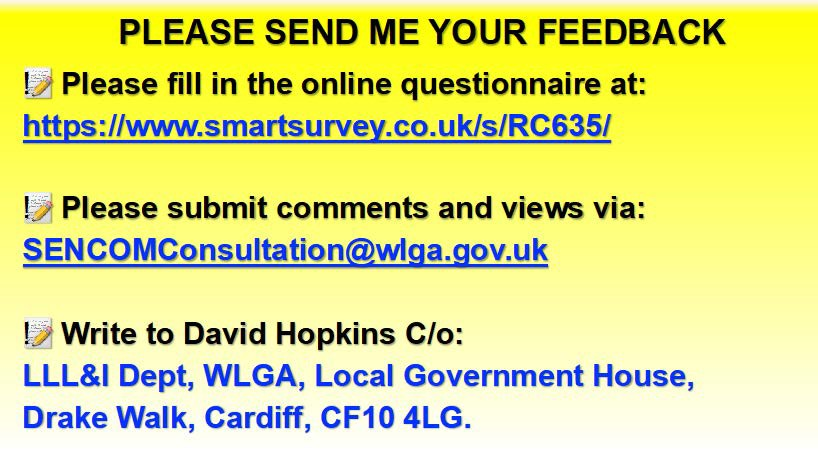 PLEASE SEND ME YOUR FEEDBACK
Please fill in the online questionnaire at:
https://www.smartsurvey.co.uk/s/RC635/
Please submit comments and views via:
SENCOMConsultation@wlga.gov.uk
Write to David Hopkins C/o:
LLL&I Dept, WLGA, Local Government House,
Drake Walk, Cardiff, CF10 4LG.